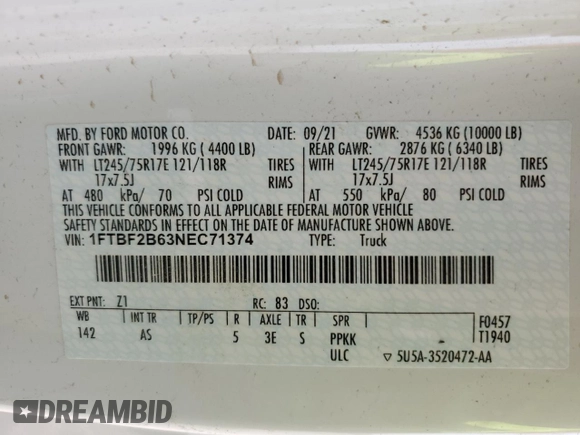 MFD. BY FORD MOTOR CO. DATE: 09/21 GVWR: 4536 KG (10000 LB)
FRONT GAWR: 1996 KG ( 4400 LB) REAR GAWR: 2876 KG ( 6340 LB)
WITH LT245/75R17E 121/118R TIRES WITH LT245/75R17E 121/118R TIRES
17x7.5J RIMS 17x7.5J RIMS
AT 480 kPa/ 70 PSI COLD AT 550 kPa/ 80 PSI COLD
THIS VEHICLE CONFORMS TO ALL APPLICABLE FEDERAL MOTOR VEHICLE
SAFETY STANDARDS IN EFFECT ON THE DATE OF MANUFACTURE SHOWN ABOVE.
VIN: 1FTBF2B63NEC71374 TYPE: Truck
EXT PNT: Z1 RC: 83 DSO:
WB INT TR TP/PS R AXLE TR SPR F0457
142 AS 5 3E S PPKK T1940
ULC ▽ 5U5A-3520472-AA
DREAMBID